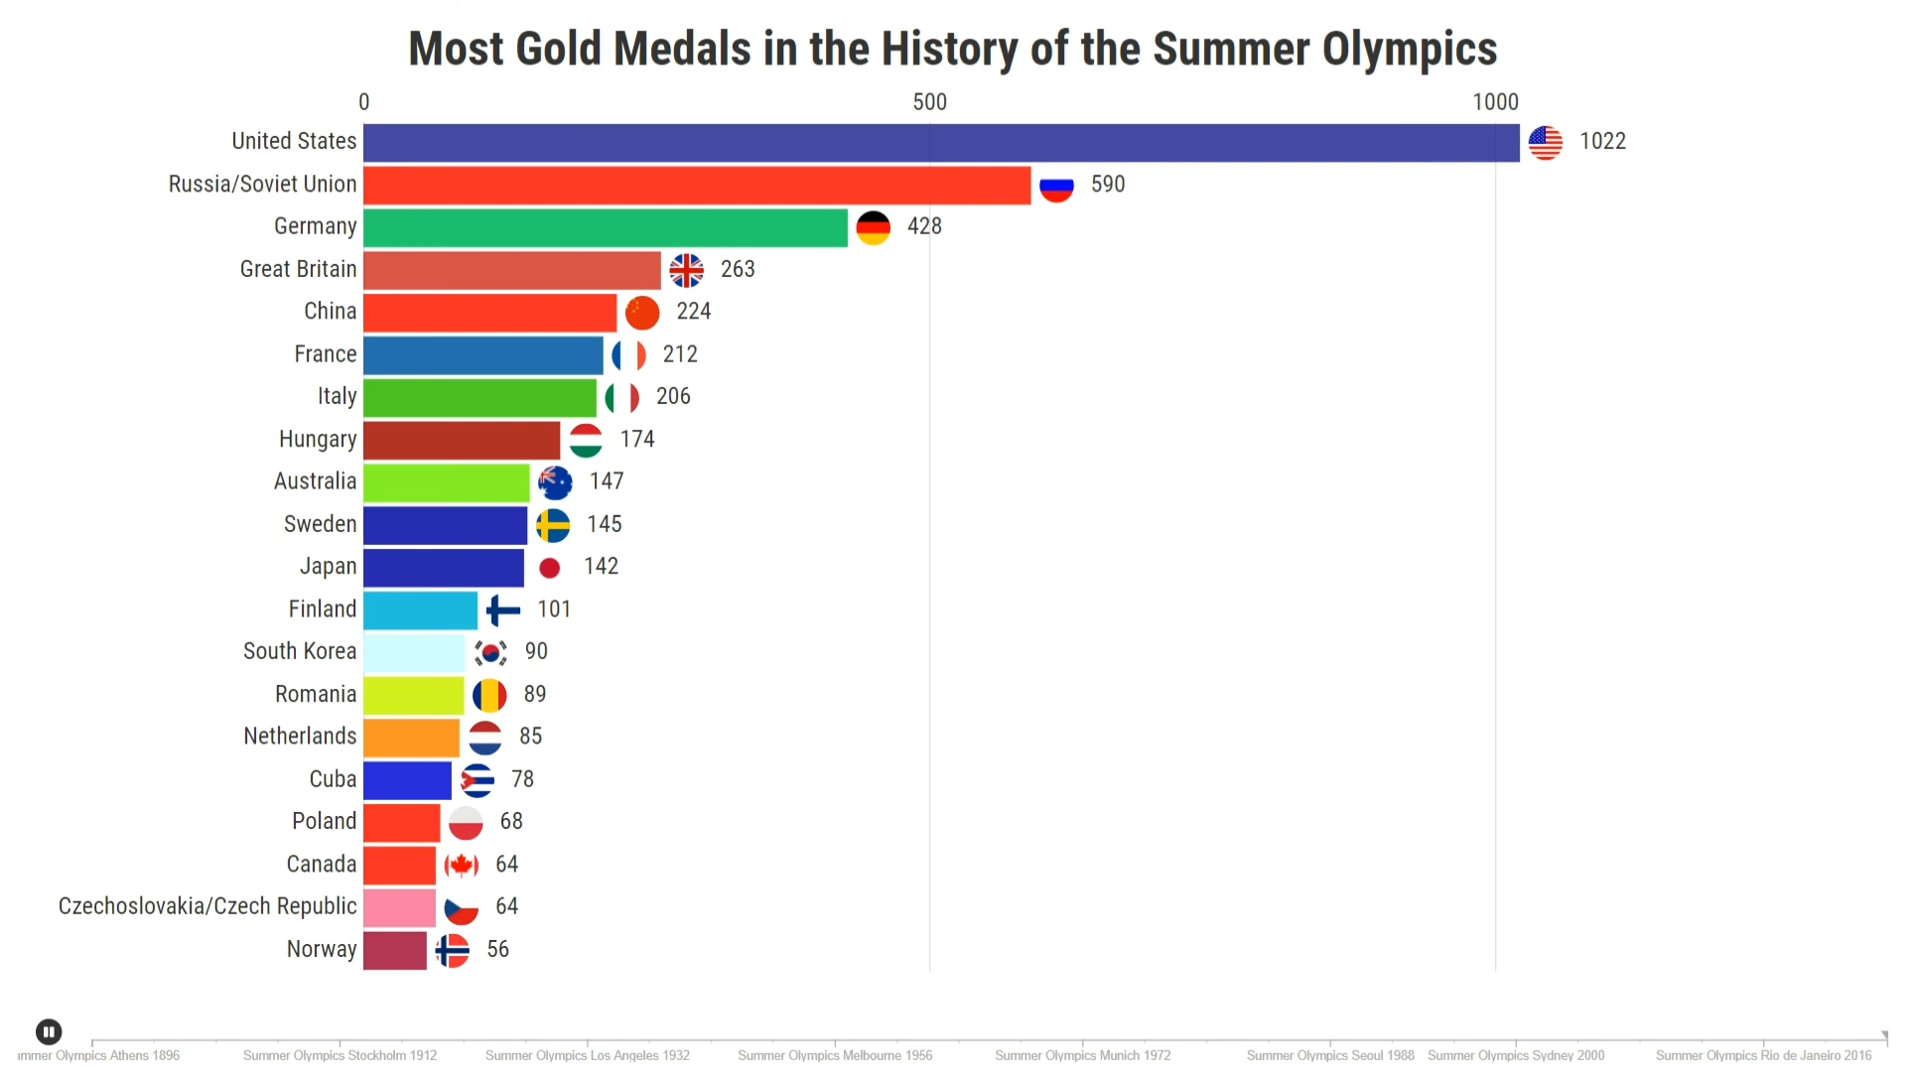 Most Gold Medals in the History of the Summer Olympics
0 500 1000
United States 1022
Russia/Soviet Union 590
Germany 428
Great Britain 263
China 224
France 212
Italy 206
Hungary 174
Australia 147
Sweden 145
Japan 142
Finland 101
South Korea 90
Romania 89
Netherlands 85
Cuba 78
Poland 68
Canada 64
Czechoslovakia/Czech Republic 64
Norway 56
mmer Olympics Athens 1896 Summer Olympics Stockholm 1912 Summer Olympics Los Angeles 1932 Summer Olympics Melbourne 1956 Summer Olympics Munich 1972 Summer Olympics Seoul 1988 Summer Olympics Sydney 2000 Summer Olympics Rio de Janeiro 2016